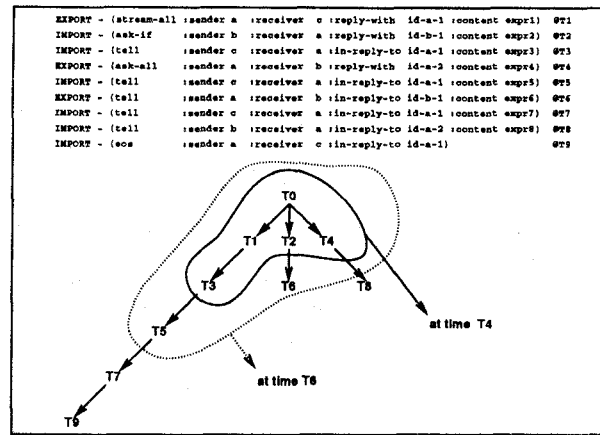 EXPORT - (stream-all :sender a :receiver c :reply-with id-a-1 :content expr1) @T1
IMPORT - (ask-if :sender b :receiver a :reply-with id-b-1 :content expr2) @T2
IMPORT - (tell :sender c :receiver a :in-reply-to id-a-1 :content expr3) @T3
EXPORT - (ask-all :sender a :receiver b :reply-with id-a-2 :content expr4) @T4
IMPORT - (tell :sender c :receiver a :in-reply-to id-a-1 :content expr5) @T5
EXPORT - (tell :sender a :receiver b :in-reply-to id-b-1 :content expr6) @T6
IMPORT - (tell :sender c :receiver a :in-reply-to id-a-1 :content expr7) @T7
IMPORT - (tell :sender b :receiver a :in-reply-to id-a-2 :content expr8) @T8
IMPORT - (eos :sender a :receiver c :in-reply-to id-a-1) @T9
T0
T1 T2 T4
T3 T6 T8
T5
at time T4
T7
at time T6
T9